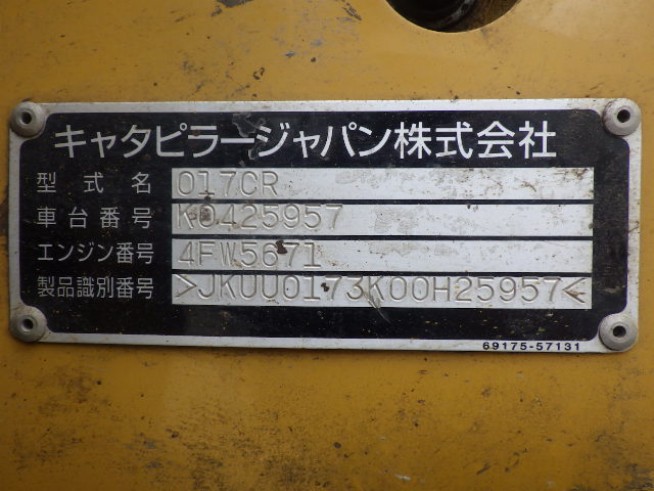 キャタピラージャパン株式会社
型式名 017CR
車台番号 K0425957
エンジン番号 4FW5671
製品識別番号 >JKUU0173K00H25957<
69175-57131